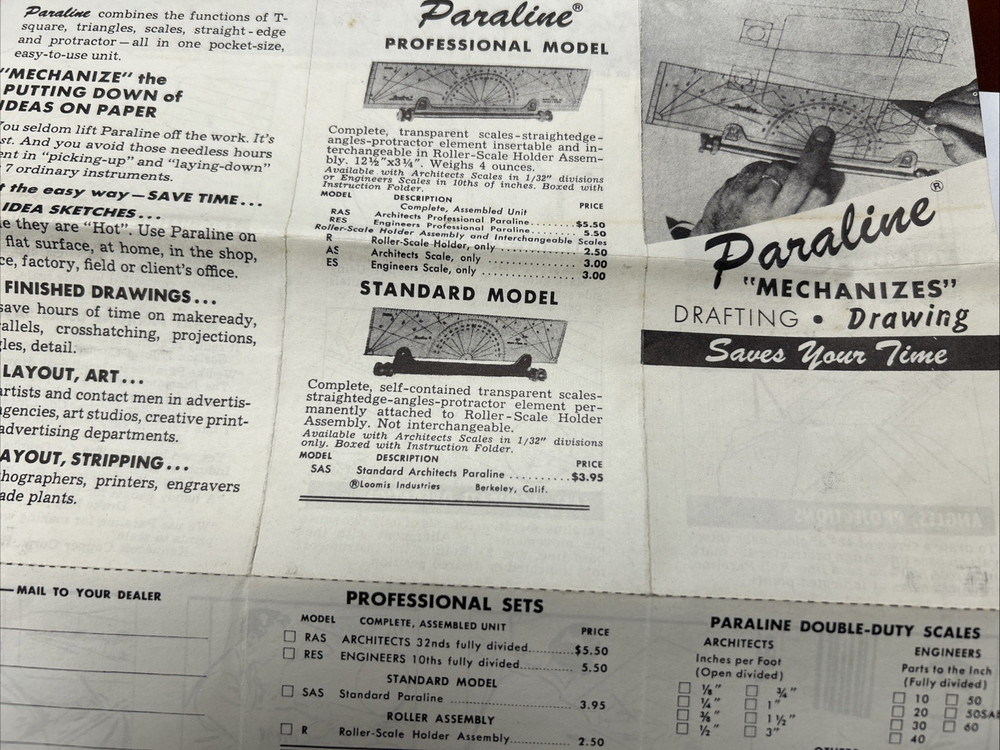 Paraline combines the functions of T-
square, triangles, scales, straight-edge
and protractor—all in one pocket-size,
easy-to-use unit.
"MECHANIZE" the
PUTTING DOWN of
IDEAS ON PAPER
You seldom lift Paraline off the work. It's
st. And you avoid those needless hours
ent in "picking-up" and "laying-down"
7 ordinary instruments.
t the easy way—SAVE TIME...
IDEA SKETCHES...
e they are "Hot". Use Paraline on
flat surface, at home, in the shop,
ce, factory, field or client's office.
FINISHED DRAWINGS...
save hours of time on makeready,
allels, crosshatching, projections,
gles, detail.
LAYOUT, ART...
artists and contact men in advertis-
agencies, art studios, creative print-
advertising departments.
AYOUT, STRIPPING...
hographers, printers, engravers
ade plants.
—MAIL TO YOUR DEALER
Paraline®
PROFESSIONAL MODEL
Complete, transparent scales-straightedge-
angles-protractor element insertable and in-
terchangeable in Roller-Scale Holder Assem-
bly. 12½"x3¼". Weighs 4 ounces.
Available with Architects Scales in 1/32" divisions
or Engineers Scales in 10ths of inches. Boxed with
Instruction Folder.
MODEL DESCRIPTION PRICE
Complete, Assembled Unit
RAS Architects Professional Paraline.......$5.50
RES Engineers Professional Paraline....... 5.50
Roller-Scale Holder Assembly and Interchangeable Scales
R Roller-Scale Holder, only ............ 2.50
AS Architects Scale, only ............... 3.00
ES Engineers Scale, only ............... 3.00
STANDARD MODEL
Complete, self-contained transparent scales-
straightedge-angles-protractor element per-
manently attached to Roller-Scale Holder
Assembly. Not interchangeable.
Available with Architects Scales in 1/32" divisions
only. Boxed with Instruction Folder.
MODEL DESCRIPTION PRICE
SAS Standard Architects Paraline ..........$3.95
®Loomis Industries Berkeley, Calif.
PROFESSIONAL SETS
MODEL COMPLETE, ASSEMBLED UNIT PRICE
RAS ARCHITECTS 32nds fully divided............$5.50
RES ENGINEERS 10ths fully divided............. 5.50
STANDARD MODEL
SAS Standard Paraline ........................... 3.95
ROLLER ASSEMBLY
R Roller-Scale Holder Assembly................ 2.50
Paraline®
"MECHANIZES"
DRAFTING • Drawing
Saves Your Time
PARALINE DOUBLE-DUTY SCALES
ARCHITECTS
Inches per Foot
(Open divided)
⅛" ¾"
¼" 1"
⅜" 1½"
½" 3"
ENGINEERS
Parts to the Inch
(Fully divided)
10 50
20 50SA
30 60
40